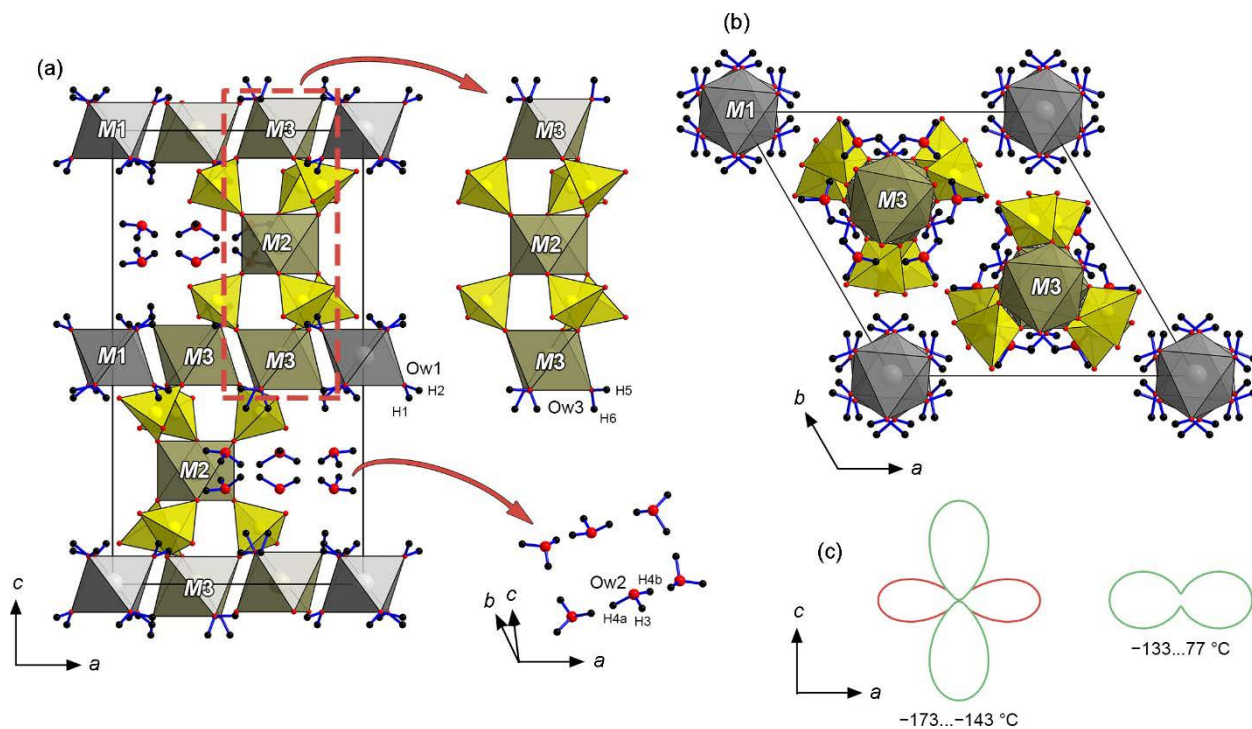 (a)
(b)
M1
M3
M3
M2
M2
M1
M3
M3
Ow1
H2
H1
M3
H5
Ow3
H6
M2
M3
c
a
Ow2
H4b
H4a
H3
b
c
a
M1
M3
M3
b
a
(c)
c
a
−173...−143 °C
−133...77 °C